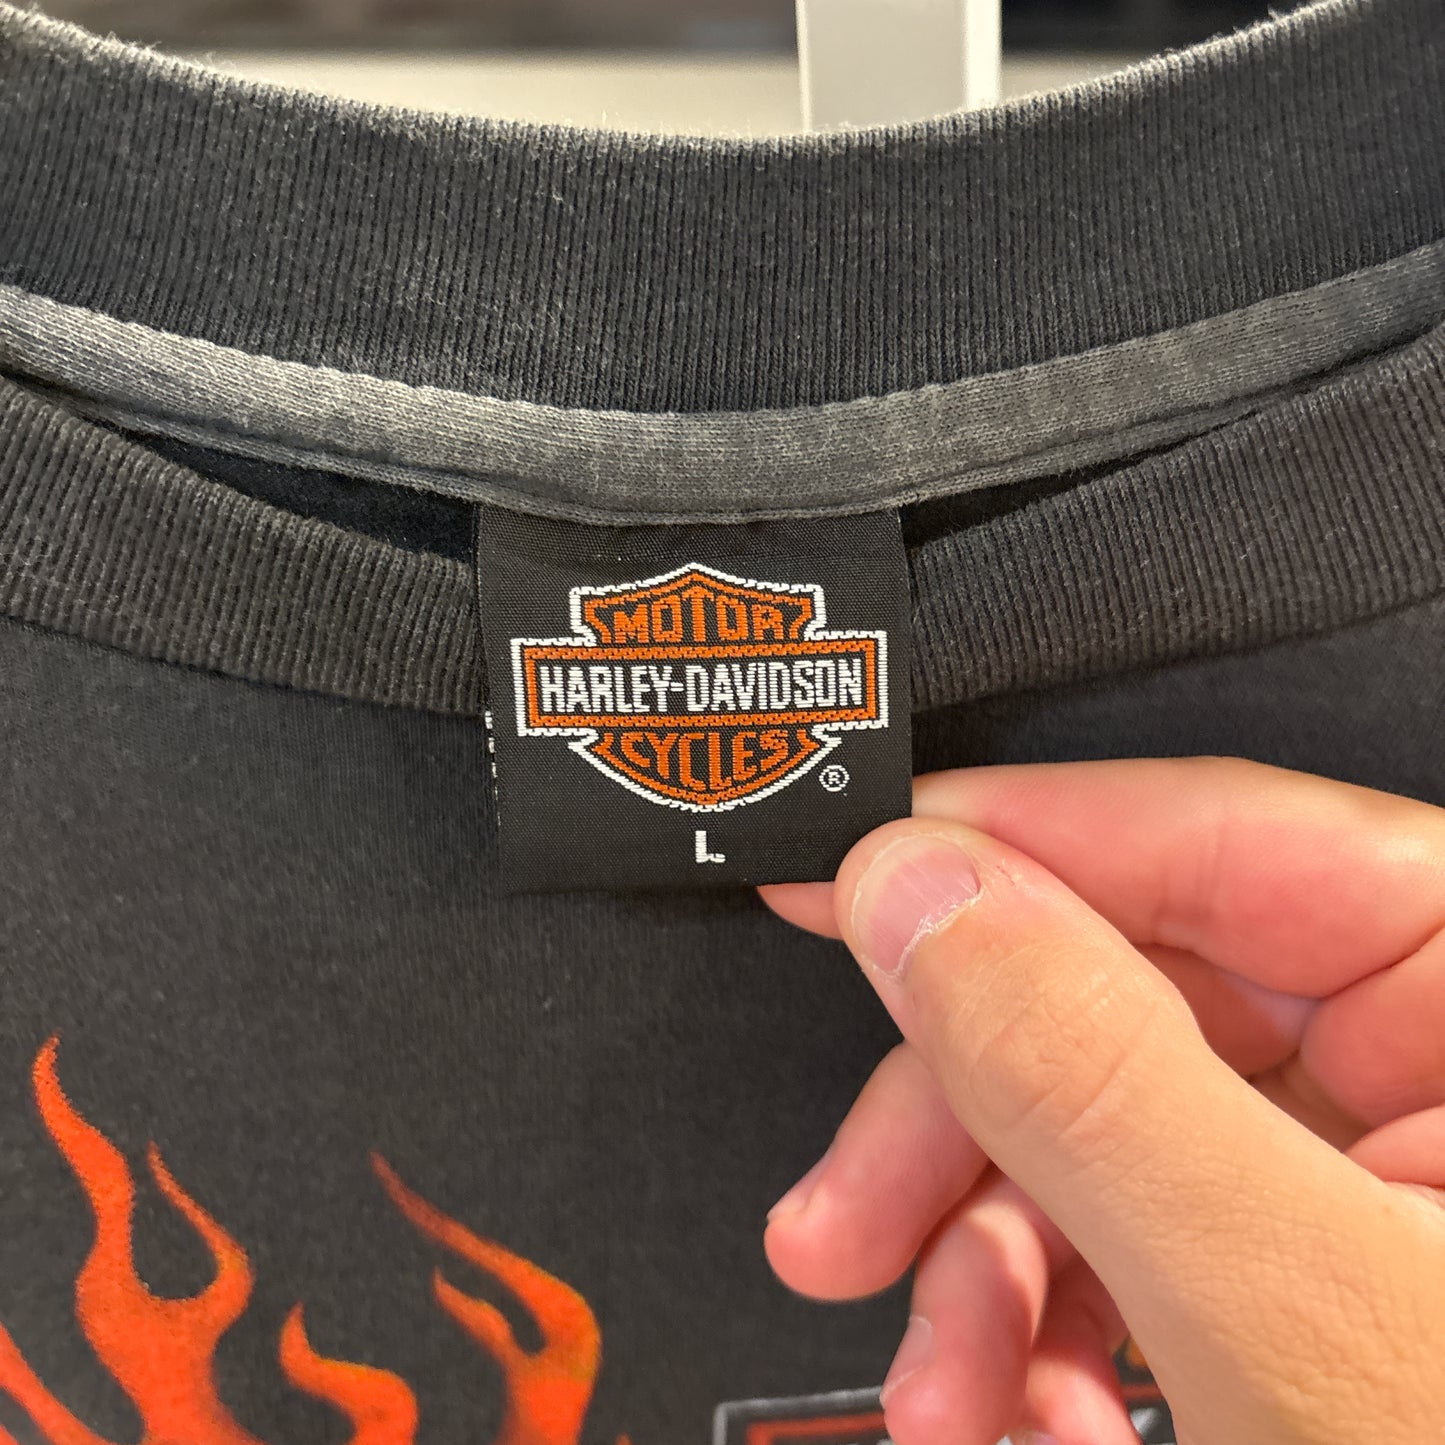 MOTOR
HARLEY-DAVIDSON
CYCLES
®
L